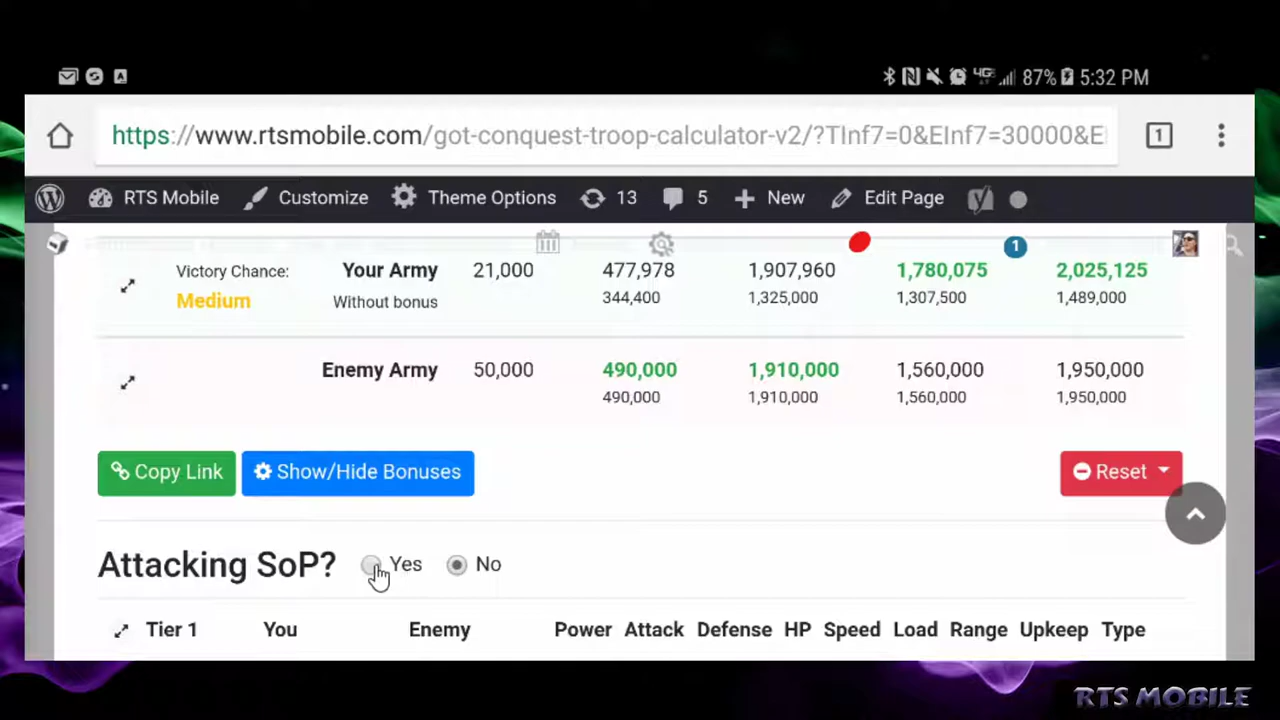 87% 5:32 PM
https://www.rtsmobile.com/got-conquest-troop-calculator-v2/?TInf7=0&EInf7=30000&E
1
RTS Mobile Customize Theme Options 13 5 New Edit Page
1
Victory Chance: Your Army 21,000 477,978 1,907,960 1,780,075 2,025,125
Medium Without bonus 344,400 1,325,000 1,307,500 1,489,000
Enemy Army 50,000 490,000 1,910,000 1,560,000 1,950,000
490,000 1,910,000 1,560,000 1,950,000
Copy Link Show/Hide Bonuses Reset
Attacking SoP? Yes No
Tier 1 You Enemy Power Attack Defense HP Speed Load Range Upkeep Type
RTS MOBILE